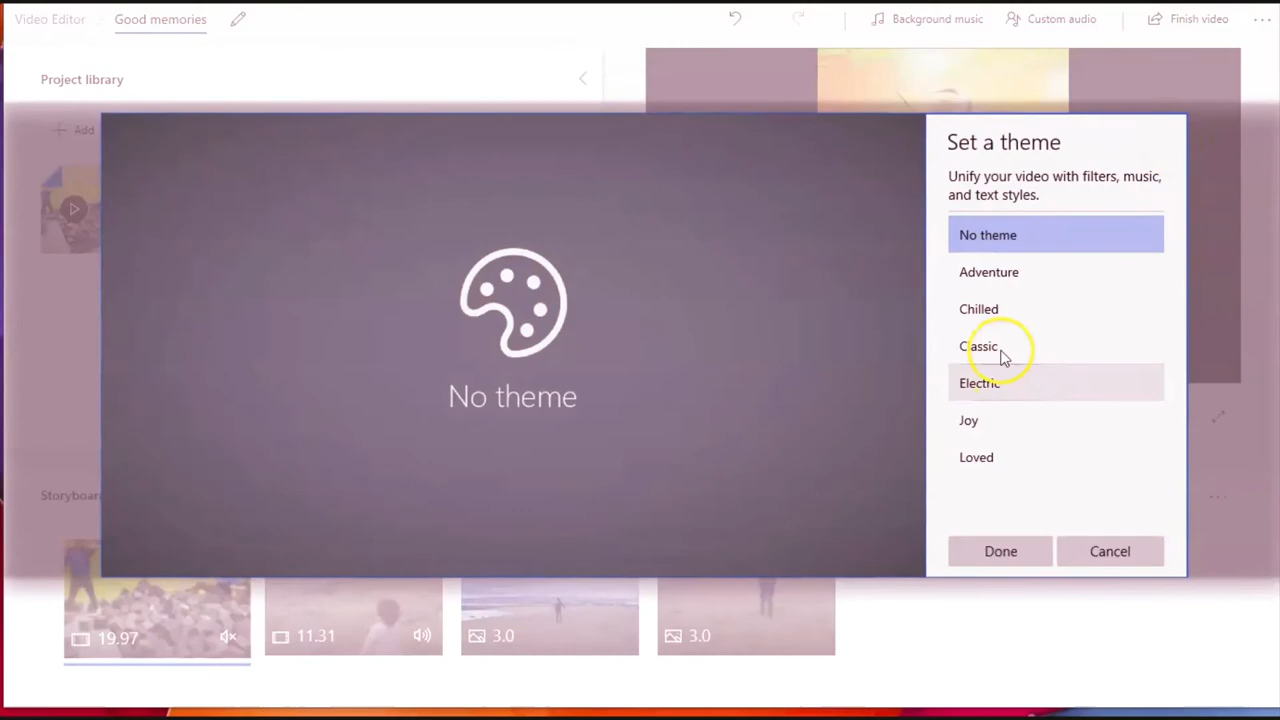 Video Editor Good memories Background music Custom audio Finish video
Project library
Add
Set a theme
Unify your video with filters, music,
and text styles.
No theme
Adventure
Chilled
Classic
Electric
Joy
Loved
No theme
Storyboar
Done Cancel
19.97 11.31 3.0 3.0